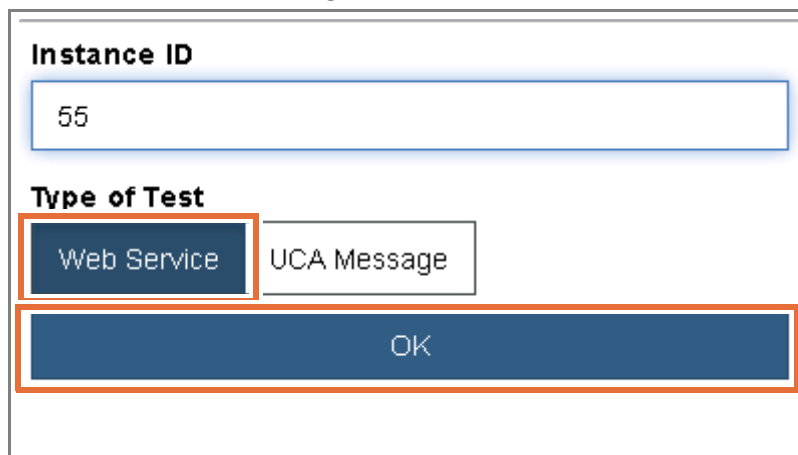 Instance ID
55
Type of Test
Web Service UCA Message
OK